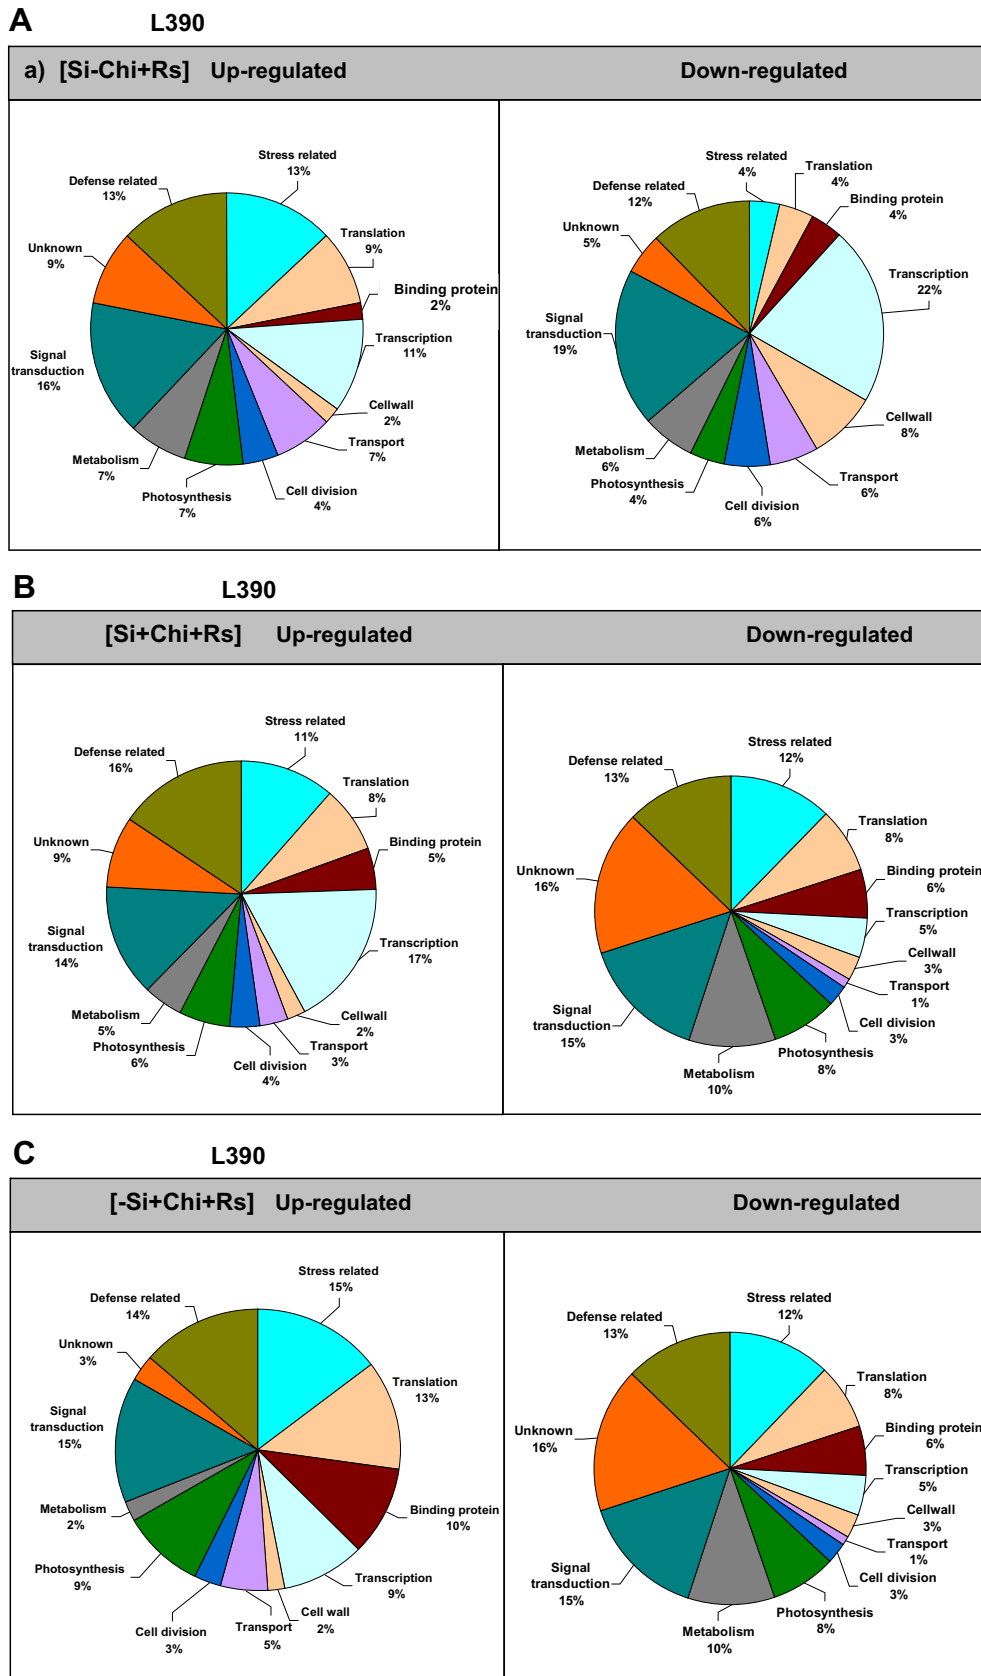 A
L390
a) [Si-Chi+Rs] Up-regulated
Down-regulated
Stress related
13%
Translation
9%
Binding protein
2%
Transcription
11%
Cellwall
2%
Transport
7%
Cell division
4%
Photosynthesis
7%
Metabolism
7%
Signal
transduction
16%
Unknown
9%
Defense related
13%
Stress related
4%
Translation
4%
Binding protein
4%
Transcription
22%
Cellwall
8%
Transport
6%
Cell division
6%
Photosynthesis
4%
Metabolism
6%
Signal
transduction
19%
Unknown
5%
Defense related
12%
B
L390
[Si+Chi+Rs] Up-regulated
Down-regulated
Stress related
11%
Translation
8%
Binding protein
5%
Transcription
17%
Cellwall
2%
Transport
3%
Cell division
4%
Photosynthesis
6%
Metabolism
5%
Signal
transduction
14%
Unknown
9%
Defense related
16%
Stress related
12%
Translation
8%
Binding protein
6%
Transcription
5%
Cellwall
3%
Transport
1%
Cell division
3%
Photosynthesis
8%
Metabolism
10%
Signal
transduction
15%
Unknown
16%
Defense related
13%
C
L390
[-Si+Chi+Rs] Up-regulated
Down-regulated
Stress related
15%
Translation
13%
Binding protein
10%
Transcription
9%
Cell wall
2%
Transport
5%
Cell division
3%
Photosynthesis
9%
Metabolism
2%
Signal
transduction
15%
Unknown
3%
Defense related
14%
Stress related
12%
Translation
8%
Binding protein
6%
Transcription
5%
Cellwall
3%
Transport
1%
Cell division
3%
Photosynthesis
8%
Metabolism
10%
Signal
transduction
15%
Unknown
16%
Defense related
13%